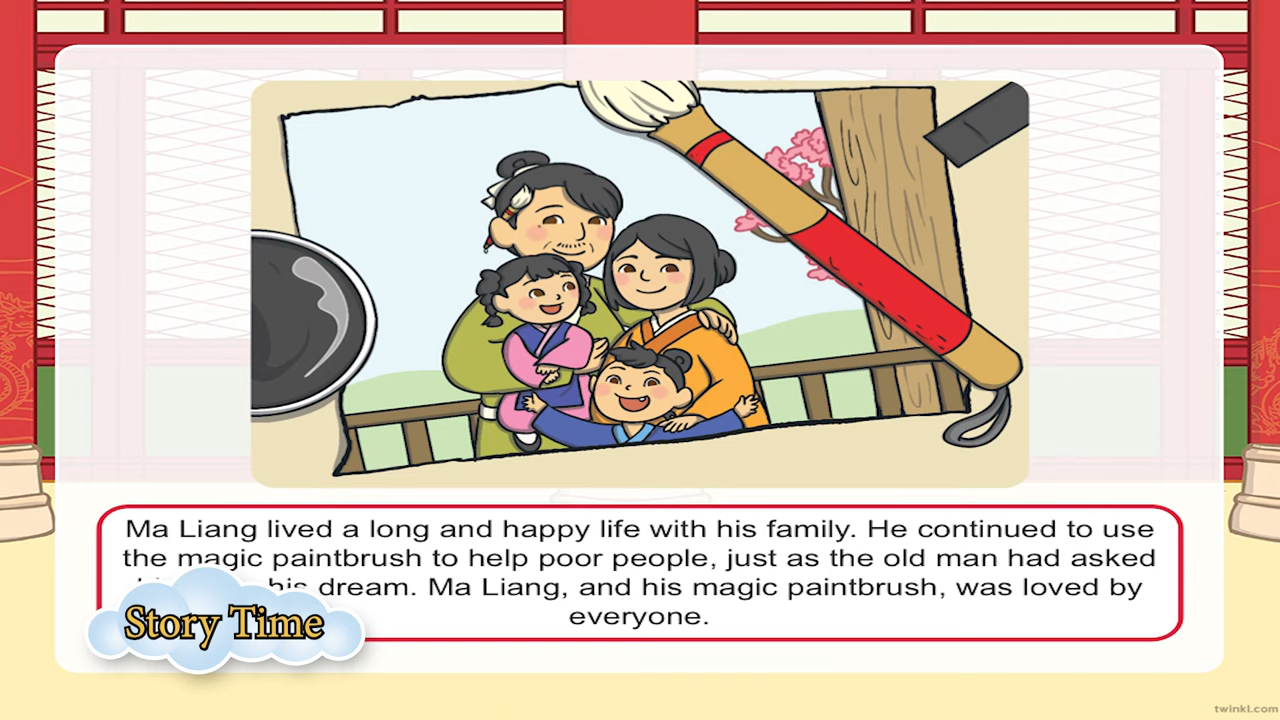 Ma Liang lived a long and happy life with his family. He continued to use
the magic paintbrush to help poor people, just as the old man had asked
his dream. Ma Liang, and his magic paintbrush, was loved by
everyone.
Story Time
twinkl.com